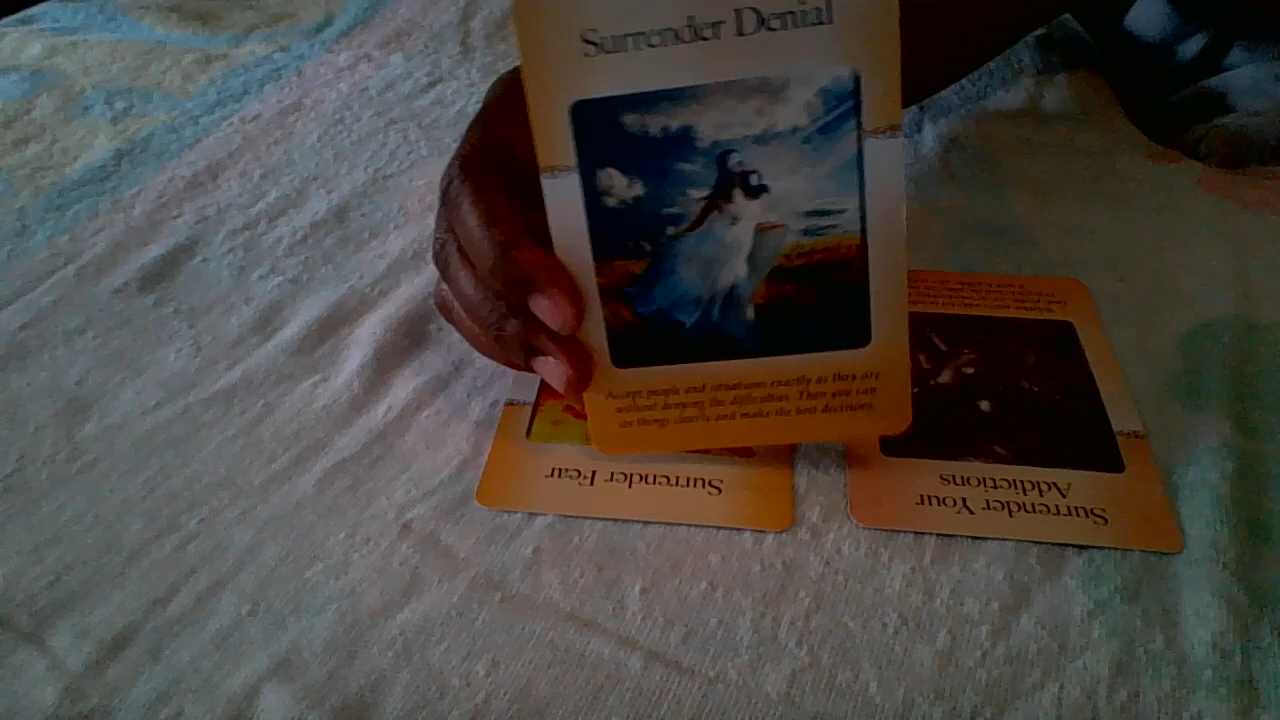 Surrender Denial
Accept people and situations exactly as they are
without denying the difficulties. Then you can
see things clearly and make the best decisions.
Surrender Fear
Surrender Your
Addictions